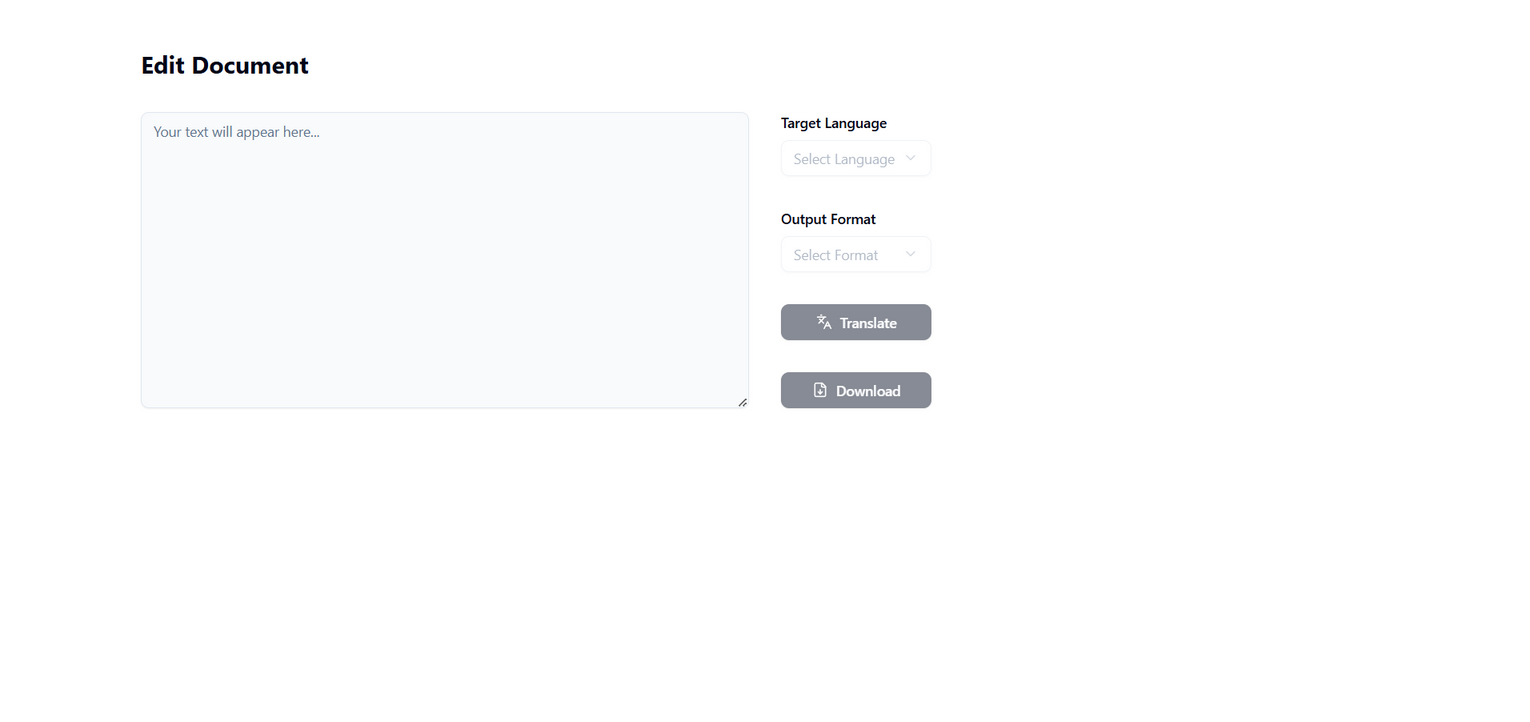 Edit Document
Your text will appear here...
Target Language
Select Language
Output Format
Select Format
Translate
Download